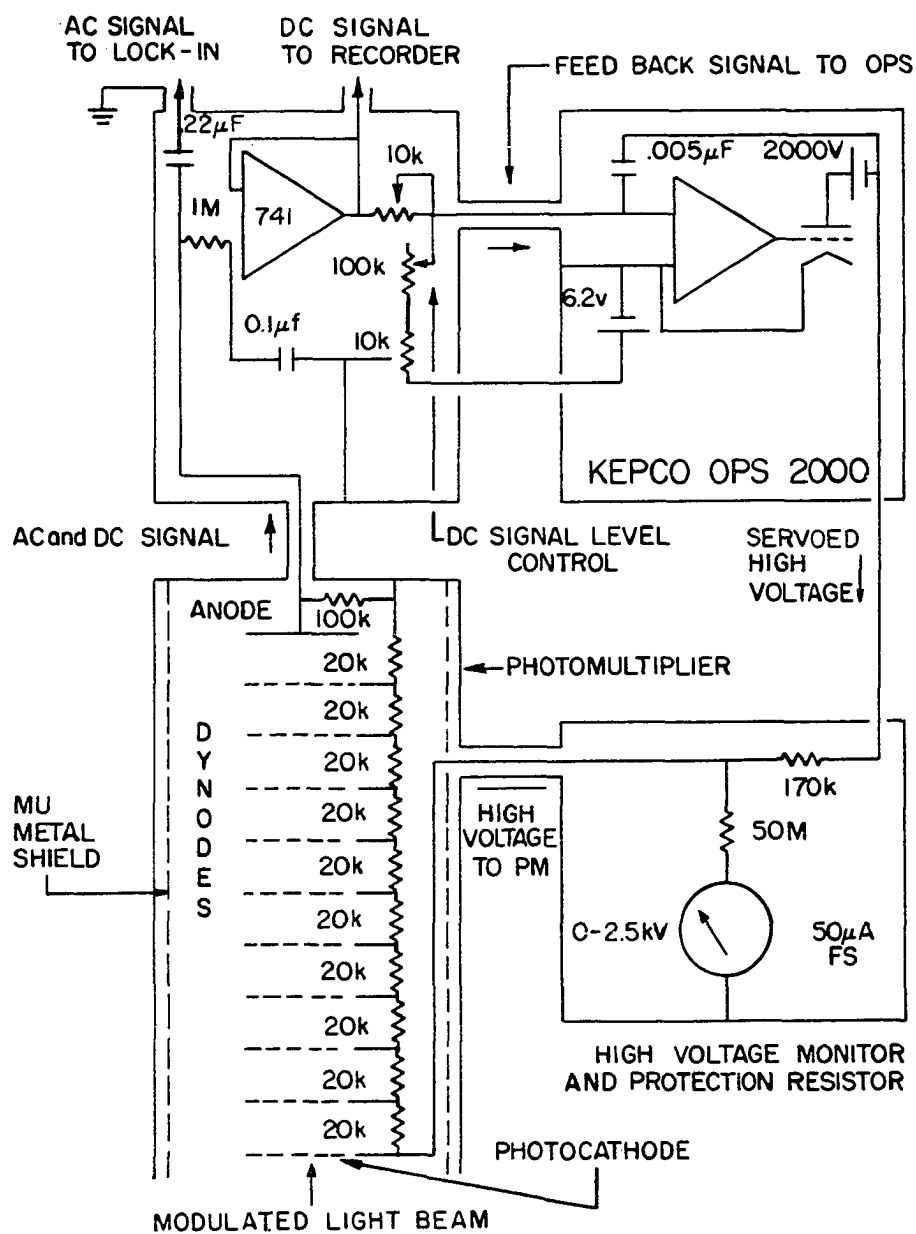 AC SIGNAL
TO LOCK-IN
DC SIGNAL
TO RECORDER
FEED BACK SIGNAL TO OPS
.22μF
10k
.005μF
2000V
1M
741
100k
6.2v
0.1μf
10k
KEPCO OPS 2000
AC and DC SIGNAL
DC SIGNAL LEVEL
CONTROL
SERVOED
HIGH
VOLTAGE
ANODE
100k
20k
PHOTOMULTIPLIER
20k
DYNODES
20k
170k
MU
METAL
SHIELD
20k
HIGH
VOLTAGE
TO PM
50M
20k
20k
0-2.5kV
50μA
FS
20k
20k
HIGH VOLTAGE MONITOR
AND PROTECTION RESISTOR
20k
20k
PHOTOCATHODE
MODULATED LIGHT BEAM